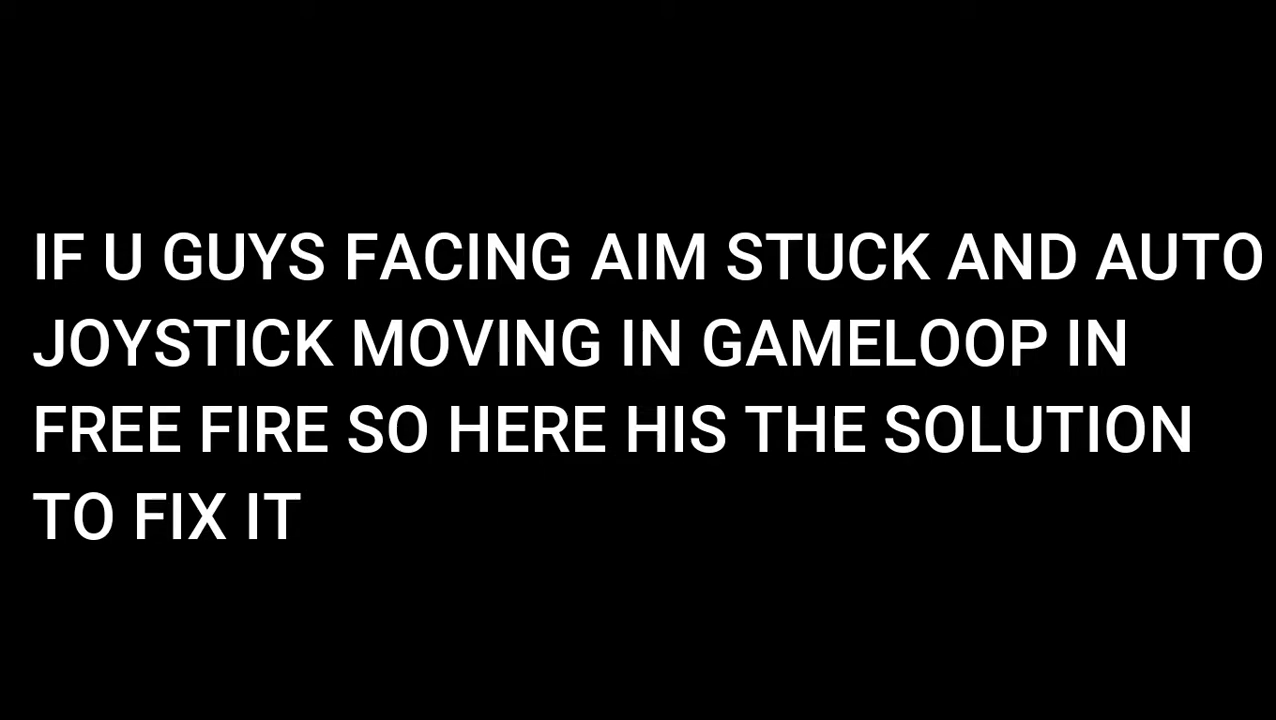 IF U GUYS FACING AIM STUCK AND AUTO
JOYSTICK MOVING IN GAMELOOP IN
FREE FIRE SO HERE HIS THE SOLUTION
TO FIX IT